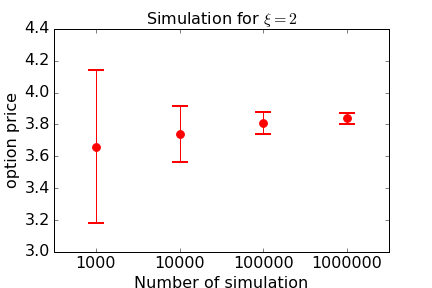 Simulation for ξ = 2
4.4
4.2
4.0
3.8
3.6
3.4
3.2
3.0
option price
1000 10000 100000 1000000
Number of simulation